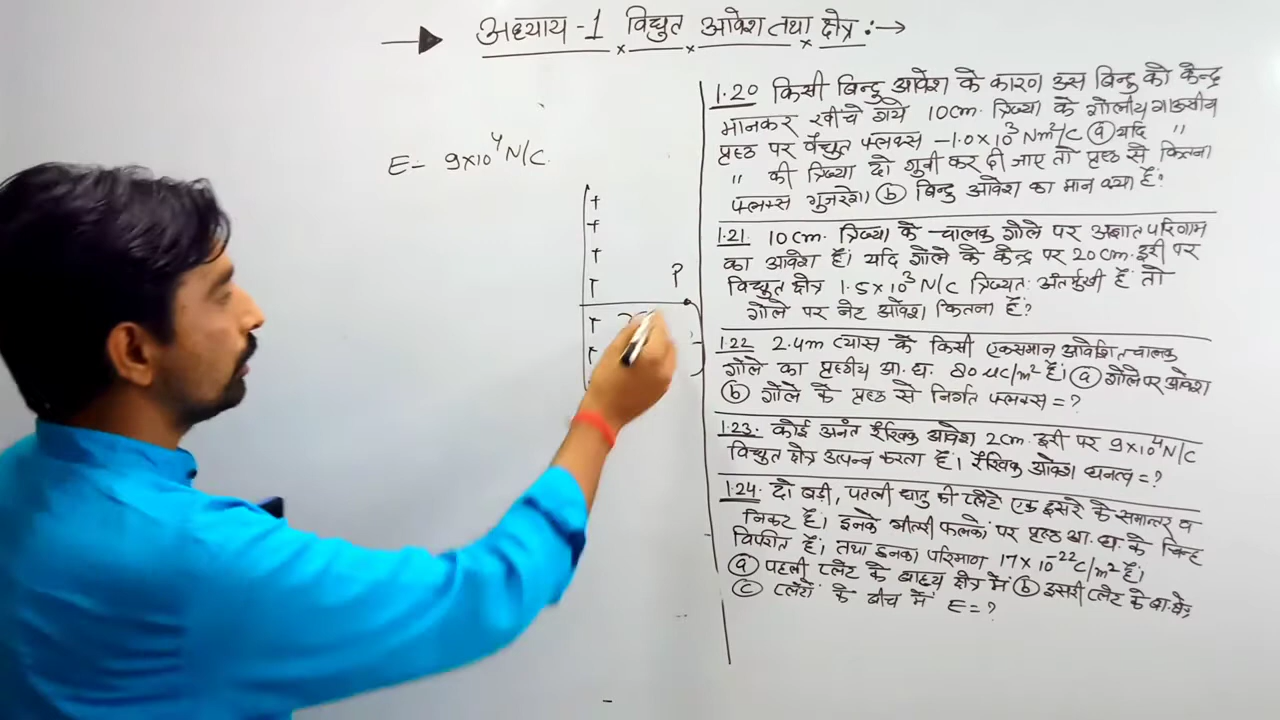 अध्याय -1 विद्युत आवेश तथा क्षेत्र :→
E = 9×10⁴ N/C.
+
+
+
+
P
+
+
1.20 किसी बिन्दु आवेश के कारण उस बिन्दु को केन्द्र
मानकर खींचे गये 10cm. त्रिज्या के गोलीय गाऊसीय
पृष्ठ पर वैद्युत फ्लक्स -1.0×10³ Nm²/C (a) यदि "
" की त्रिज्या दो गुनी कर दी जाए तो पृष्ठ से कितना
फ्लक्स गुजरेगा (b) बिन्दु आवेश का मान क्या है?
1.21. 10cm. त्रिज्या के चालक गोले पर अज्ञात परिणाम
का आवेश है। यदि गोले के केन्द्र पर 20cm. दूरी पर
विद्युत क्षेत्र 1.5×10³ N/C त्रिज्यत: अंतर्मुखी है तो
गोले पर नेट आवेश कितना है?
1.22 2.4m व्यास के किसी एकसमान आवेशित चालक
गोले का पृष्ठीय आ.घ. 80 μC/m² है। (a) गोले पर आवेश
(b) गोले के पृष्ठ से निर्गत फ्लक्स = ?
1.23. कोई अनंत रैखिक आवेश 2cm. दूरी पर 9×10⁴ N/C
विद्युत क्षेत्र उत्पन्न करता है। रैखिक आवेश घनत्व = ?
1.24. दो बड़ी, पतली धातु की प्लेटें एक दूसरे के समान्तर व
निकट हैं। इनके भीतरी फलकों पर पृष्ठ आ. घ. के चिन्ह
विपरीत हैं। तथा इनका परिमाण 17×10⁻²² C/m² है।
(a) पहली प्लेट के बाह्य क्षेत्र में (b) दूसरी प्लेट के बा. क्षेत्र
(c) प्लेटों के बीच में E = ?